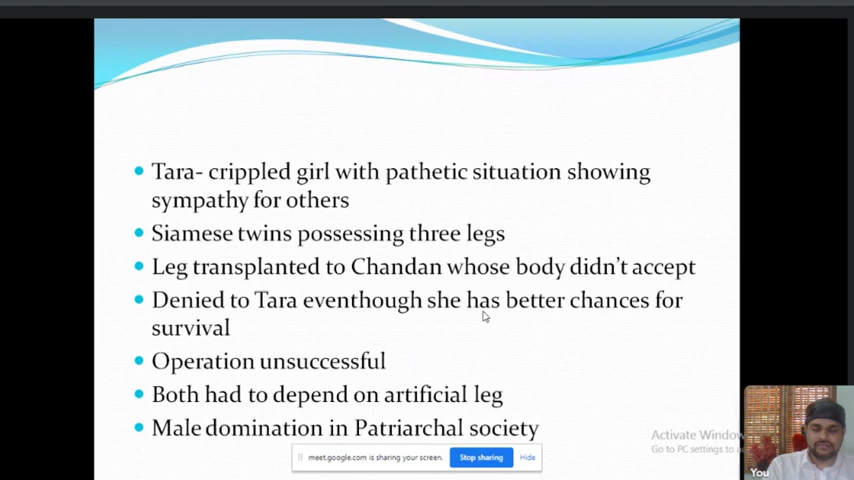 Tara- crippled girl with pathetic situation showing
sympathy for others
Siamese twins possessing three legs
Leg transplanted to Chandan whose body didn't accept
Denied to Tara eventhough she has better chances for
survival
Operation unsuccessful
Both had to depend on artificial leg
Male domination in Patriarchal society
meet.google.com is sharing your screen.
Stop sharing
Hide
Activate Window
Go to PC settings to a
You